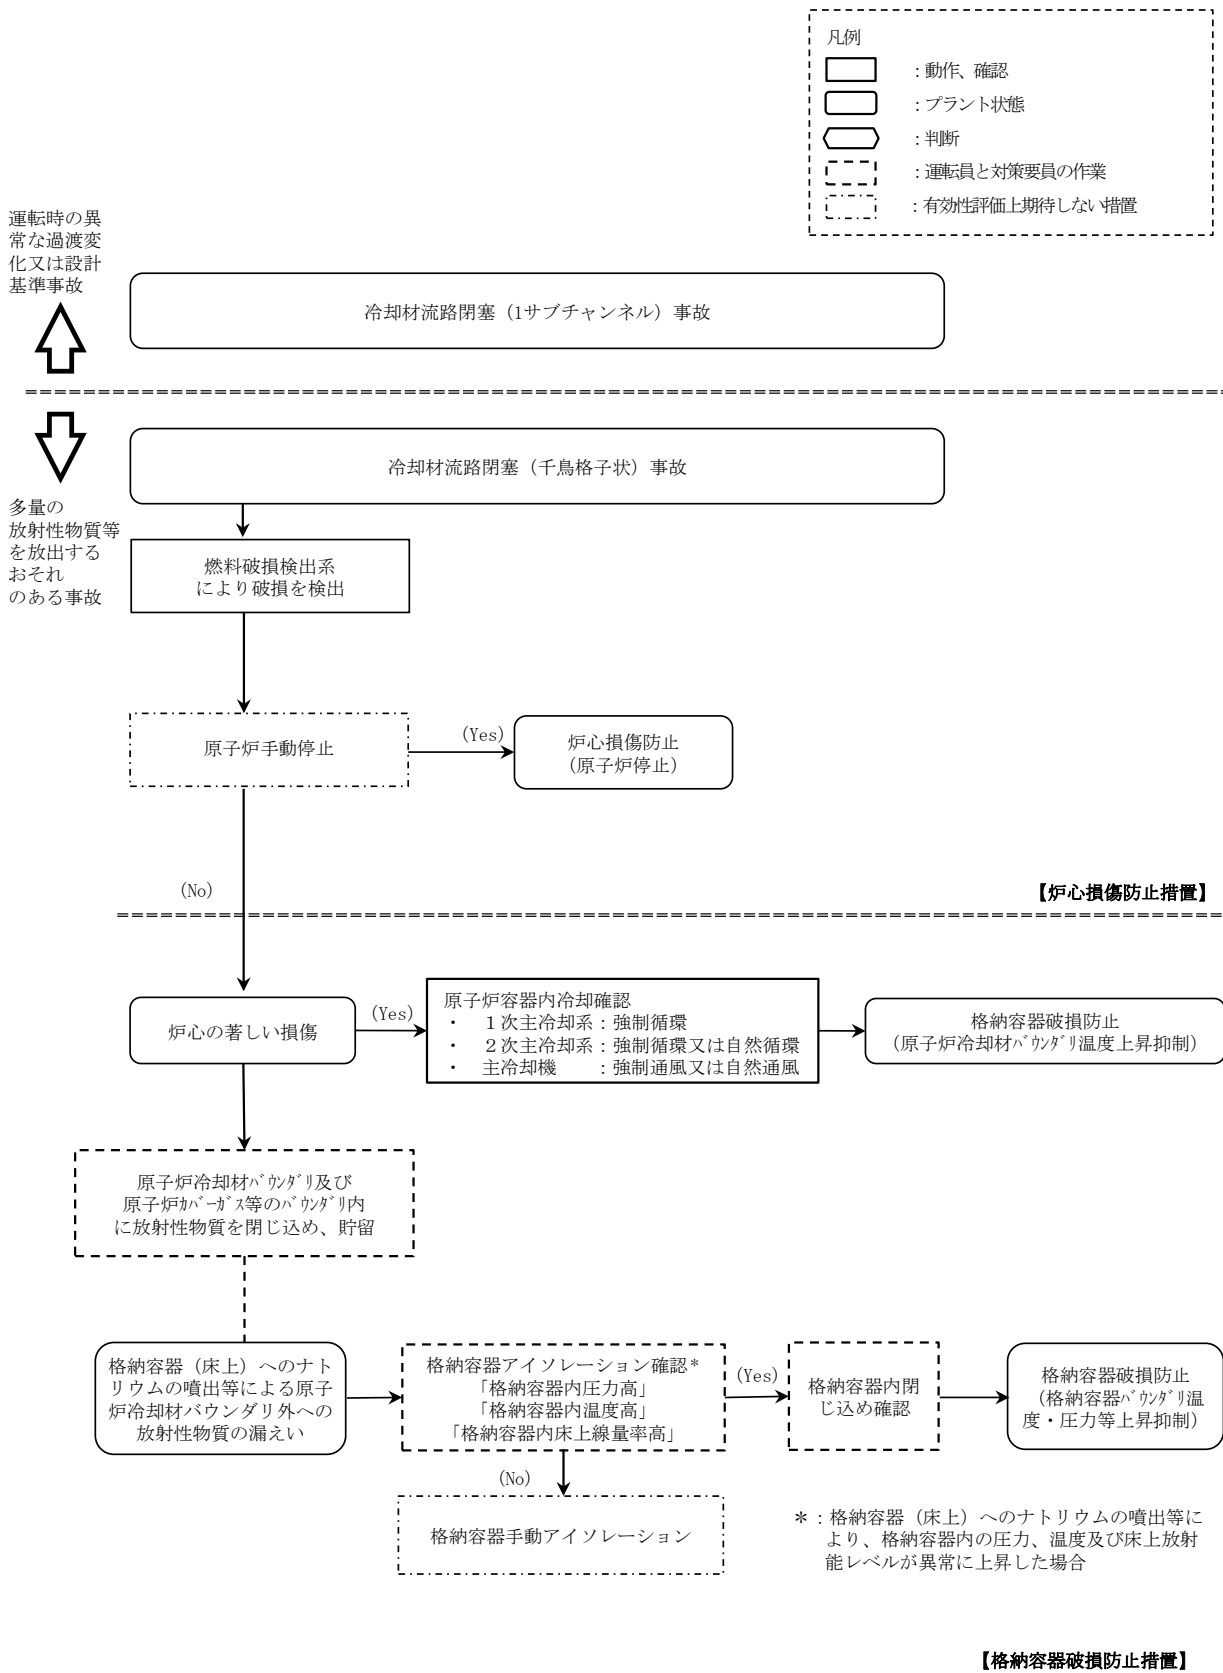 凡例
：動作、確認
：プラント状態
：判断
：運転員と対策要員の作業
：有効性評価上期待しない措置
運転時の異
常な過渡変
化又は設計
基準事故
冷却材流路閉塞（1サブチャンネル）事故
冷却材流路閉塞（千鳥格子状）事故
多量の
放射性物質等
を放出する
おそれ
のある事故
燃料破損検出系
により破損を検出
原子炉手動停止
(Yes)
炉心損傷防止
（原子炉停止）
(No)
【炉心損傷防止措置】
炉心の著しい損傷
(Yes)
原子炉容器内冷却確認
・ １次主冷却系：強制循環
・ ２次主冷却系：強制循環又は自然循環
・ 主冷却機 ：強制通風又は自然通風
格納容器破損防止
（原子炉冷却材ﾊﾞｳﾝﾀﾞﾘ温度上昇抑制）
原子炉冷却材ﾊﾞｳﾝﾀﾞﾘ及び
原子炉ｶﾊﾞｰｶﾞｽ等のﾊﾞｳﾝﾀﾞﾘ内
に放射性物質を閉じ込め、貯留
格納容器（床上）へのナト
リウムの噴出等による原子
炉冷却材バウンダリ外への
放射性物質の漏えい
格納容器アイソレーション確認＊
「格納容器内圧力高」
「格納容器内温度高」
「格納容器内床上線量率高」
(Yes)
格納容器内閉
じ込め確認
格納容器破損防止
（格納容器ﾊﾞｳﾝﾀﾞﾘ温
度・圧力等上昇抑制）
(No)
格納容器手動アイソレーション
＊：格納容器（床上）へのナトリウムの噴出等に
より、格納容器内の圧力、温度及び床上放射
能レベルが異常に上昇した場合
【格納容器破損防止措置】